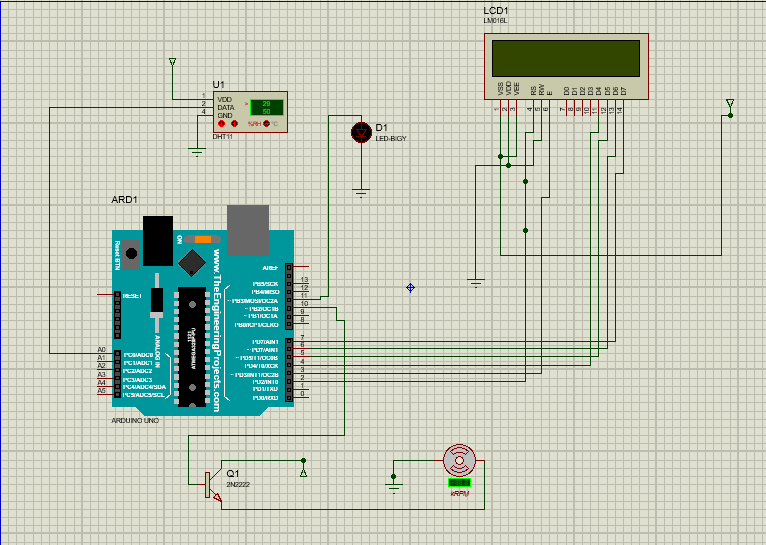 LCD1
LM016L
VSS
VDD
VEE
RS
RW
E
D0
D1
D2
D3
D4
D5
D6
D7
1
2
3
4
5
6
7
8
9
10
11
12
13
14
U1
1
2
4
VDD
DATA
GND
>
29
50
%RH
°C
DHT11
D1
LED-BIGY
ARD1
Reset BTN
ON
www.TheEngineeringProjects.com
ANALOG IN
RESET
AREF
PB5/SCK
13
PB4/MISO
12
~ PB3/MOSI/OC2A
11
~ PB2/OC1B
10
~ PB1/OC1A
9
PB0/ICP1/CLKO
8
PD7/AIN1
7
~ PD6/AIN0
6
~ PD5/T1/OC0B
5
PD4/T0/XCK
4
~ PD3/INT1/OC2B
3
PD2/INT0
2
PD1/TXD
1
PD0/RXD
0
A0
PC0/ADC0
A1
PC1/ADC1
A2
PC2/ADC2
A3
PC3/ADC3
A4
PC4/ADC4/SDA
A5
PC5/ADC5/SCL
ARDUINO UNO
Q1
2N2222
kRPM